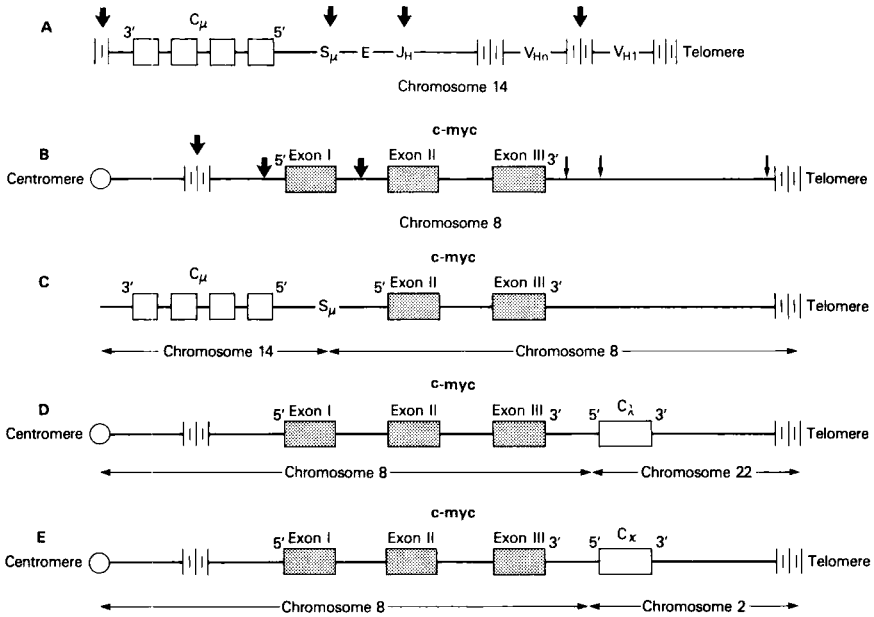 A 3′ Cμ 5′ Sμ E JH VHn VH1 Telomere
Chromosome 14
c-myc
B Centromere 5′ Exon I Exon II Exon III 3′ Telomere
Chromosome 8
c-myc
C 3′ Cμ 5′ Sμ 5′ Exon II Exon III 3′ Telomere
Chromosome 14 Chromosome 8
c-myc
D Centromere 5′ Exon I Exon II Exon III 3′ 5′ Cλ 3′ Telomere
Chromosome 8 Chromosome 22
c-myc
E Centromere 5′ Exon I Exon II Exon III 3′ 5′ Cϰ 3′ Telomere
Chromosome 8 Chromosome 2